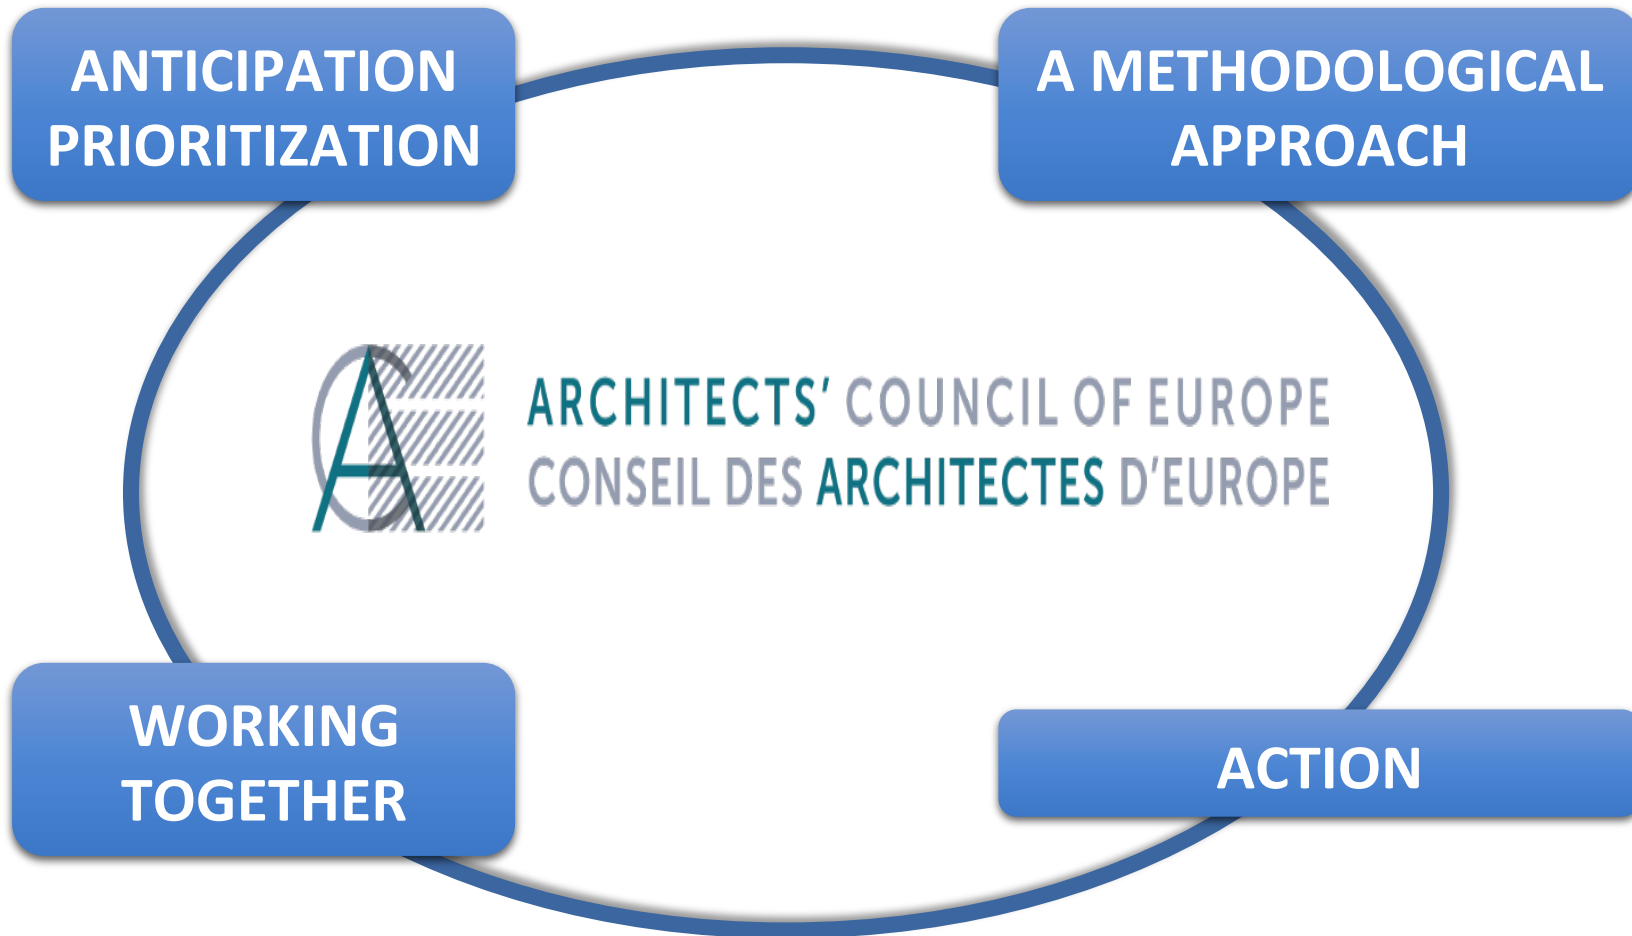 ANTICIPATION
PRIORITIZATION
A METHODOLOGICAL
APPROACH
ARCHITECTS' COUNCIL OF EUROPE
CONSEIL DES ARCHITECTES D'EUROPE
WORKING
TOGETHER
ACTION